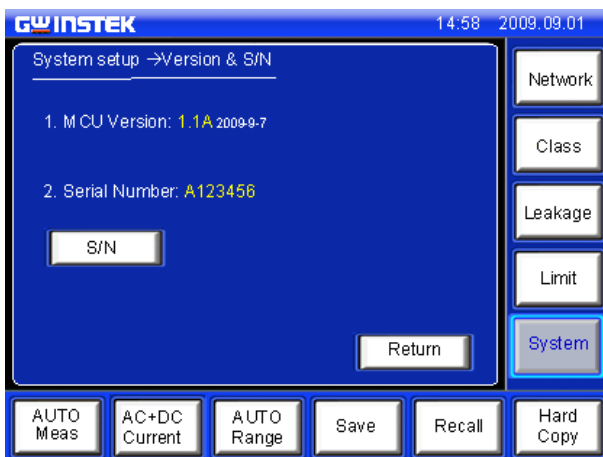 GWINSTEK 14:58 2009.09.01
System setup →Version & S/N
1. MCU Version: 1.1A 2009-9-7
2. Serial Number: A123456
S/N
Return
Network
Class
Leakage
Limit
System
AUTO Meas
AC+DC Current
AUTO Range
Save
Recall
Hard Copy